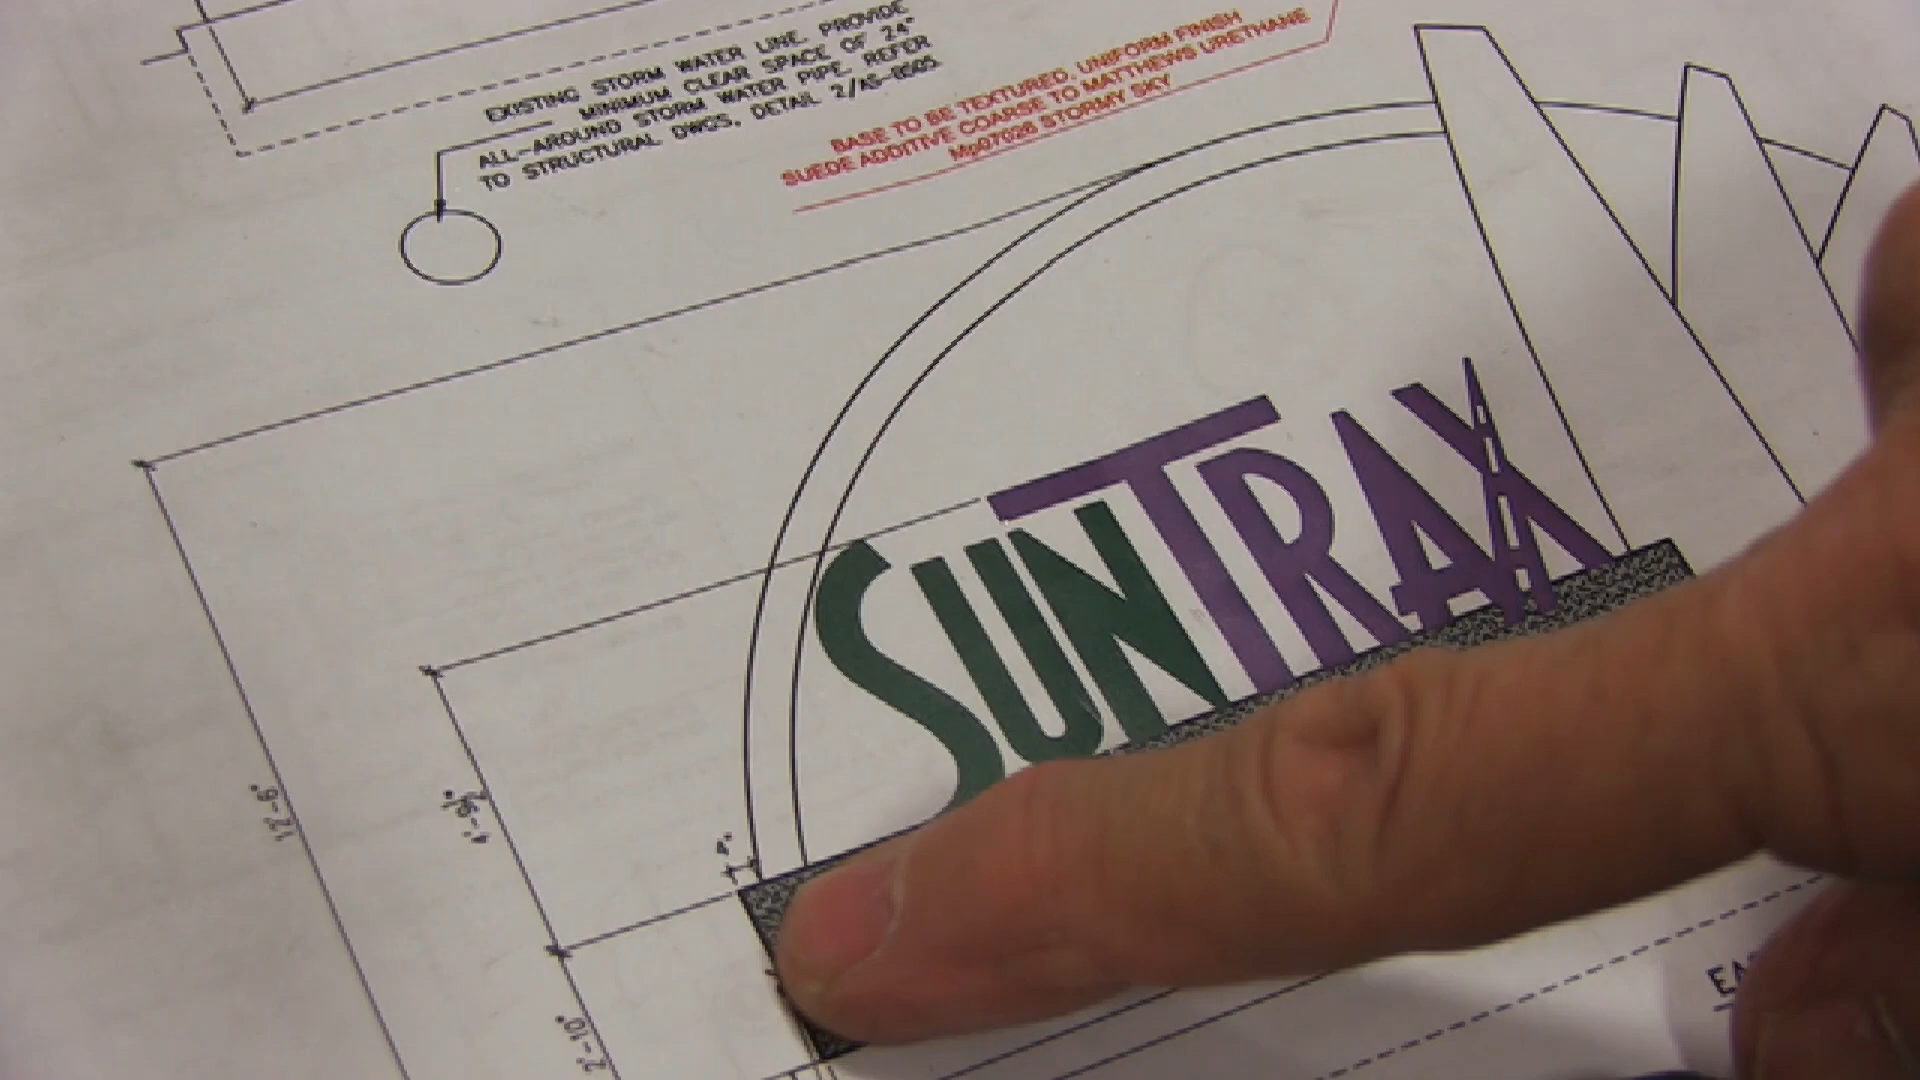 EXISTING STORM WATER LINE, PROVIDE
MINIMUM CLEAR SPACE OF 24"
ALL-AROUND STORM WATER PIPE, REFER
TO STRUCTURAL DWGS, DETAIL 2/AS-0505.
BASE TO BE TEXTURED, UNIFORM FINISH
SUEDE ADDITIVE COARSE TO MATTHEWS URETHANE
Mp07026 STORMY SKY
SUNTRAX
2'-10"